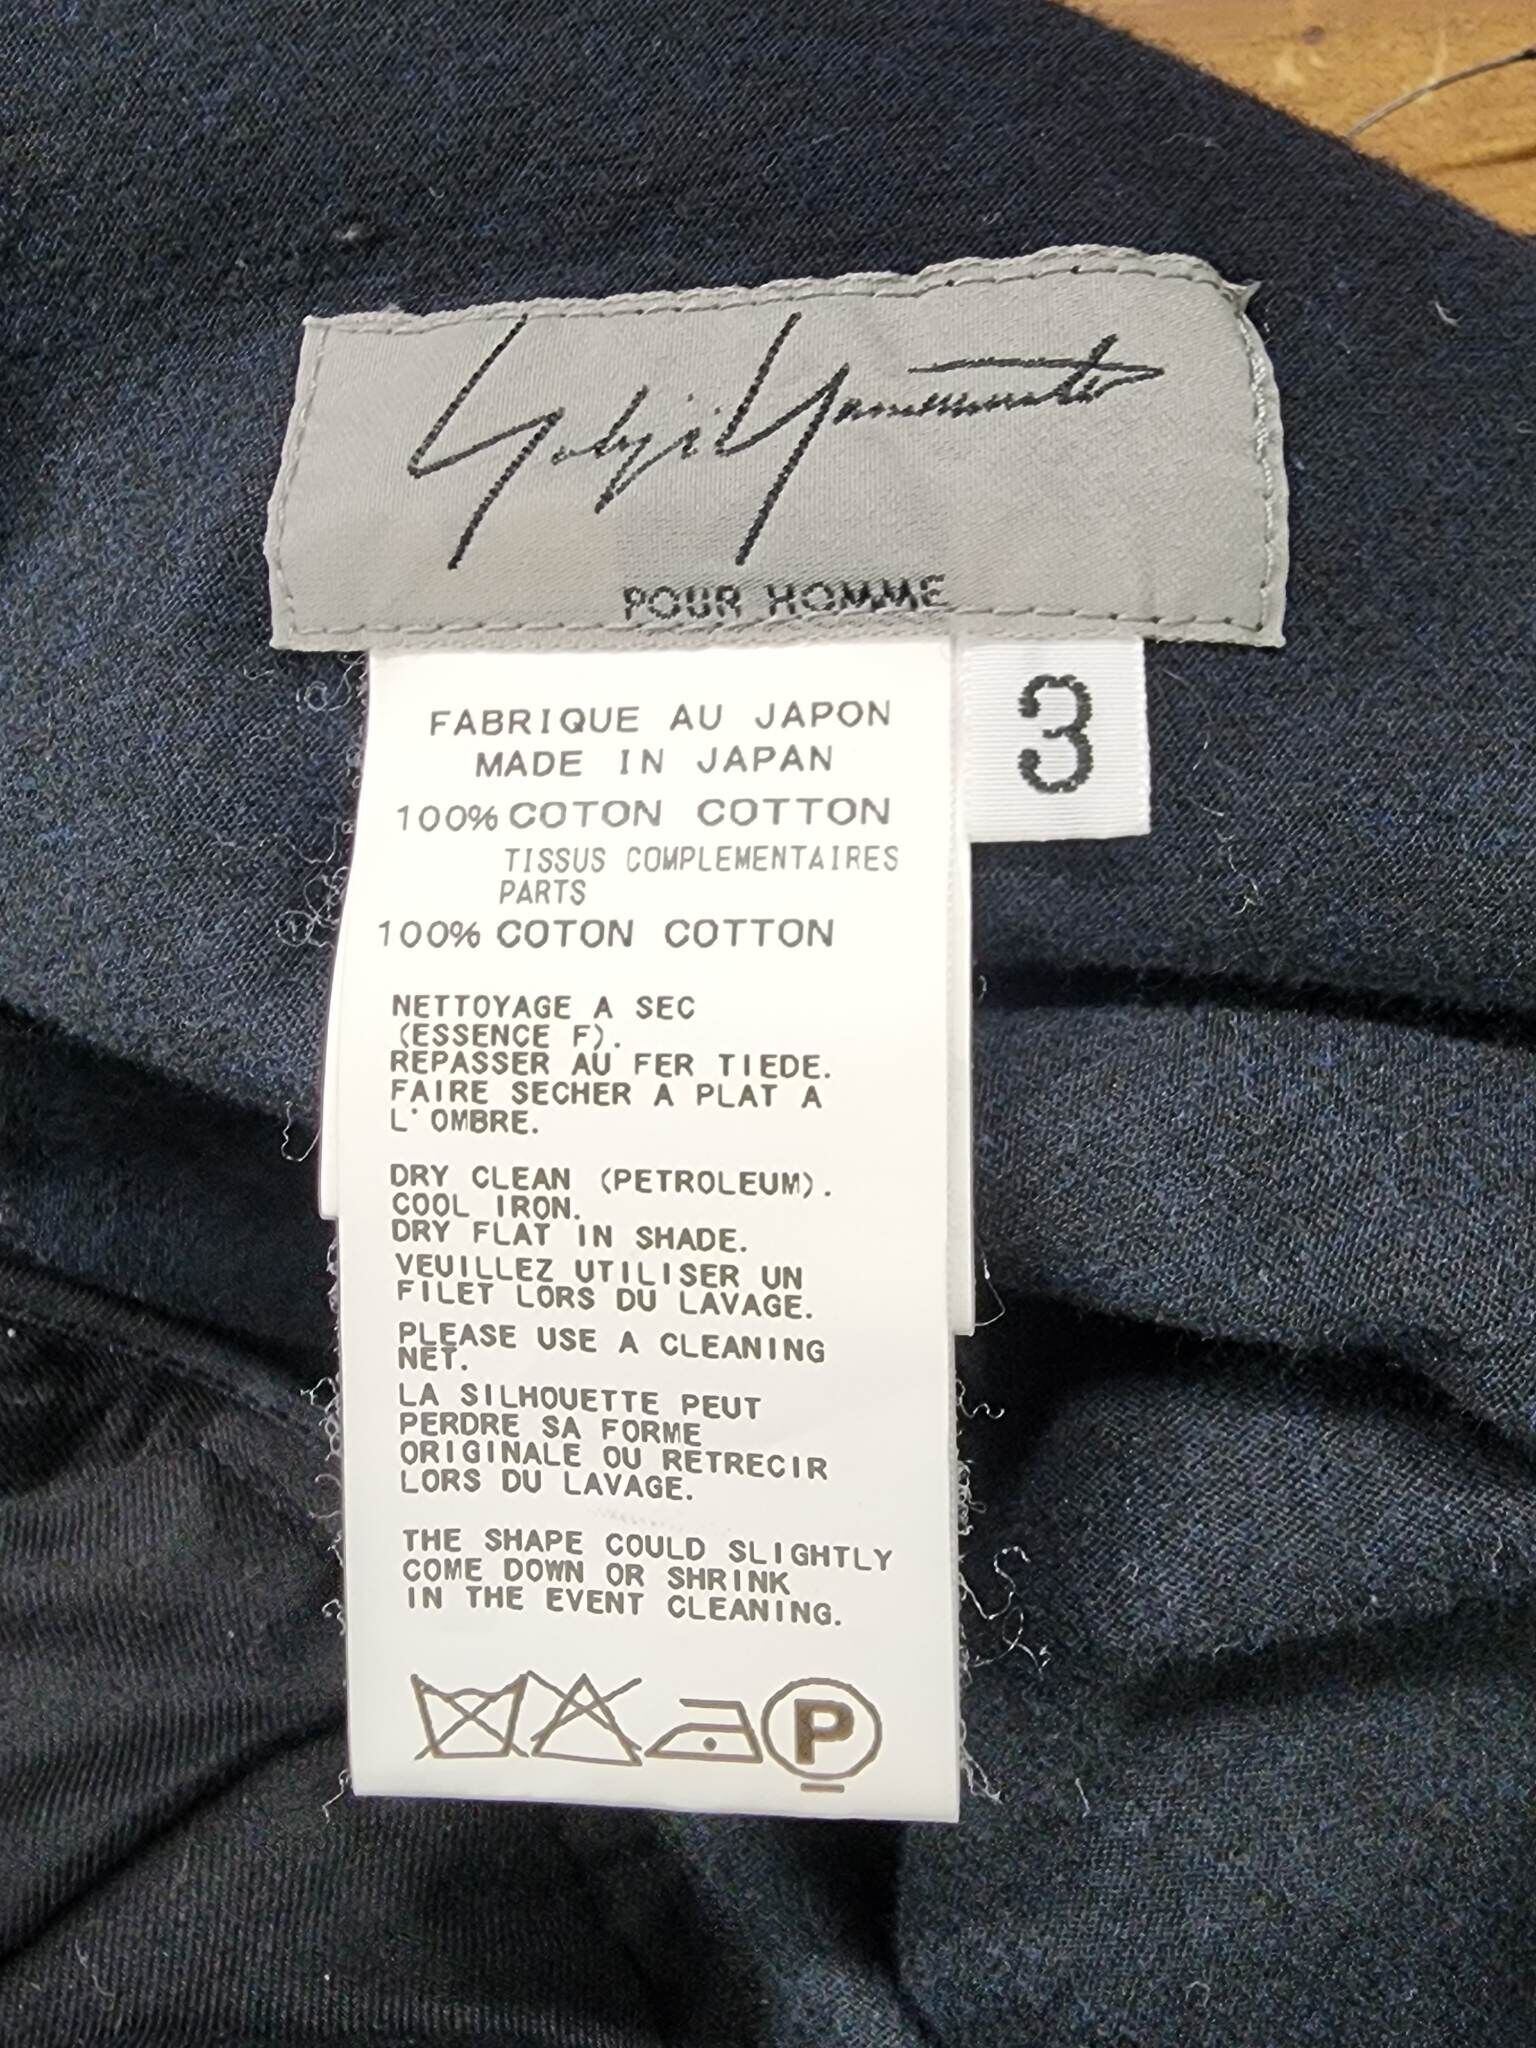 Yohji Yamamoto
POUR HOMME
3
FABRIQUE AU JAPON
MADE IN JAPAN
100% COTON COTTON
TISSUS COMPLEMENTAIRES
PARTS
100% COTON COTTON
NETTOYAGE A SEC
(ESSENCE F).
REPASSER AU FER TIEDE.
FAIRE SECHER A PLAT A
L'OMBRE.
DRY CLEAN (PETROLEUM).
COOL IRON.
DRY FLAT IN SHADE.
VEUILLEZ UTILISER UN
FILET LORS DU LAVAGE.
PLEASE USE A CLEANING
NET.
LA SILHOUETTE PEUT
PERDRE SA FORME
ORIGINALE OU RETRECIR
LORS DU LAVAGE.
THE SHAPE COULD SLIGHTLY
COME DOWN OR SHRINK
IN THE EVENT CLEANING.
P